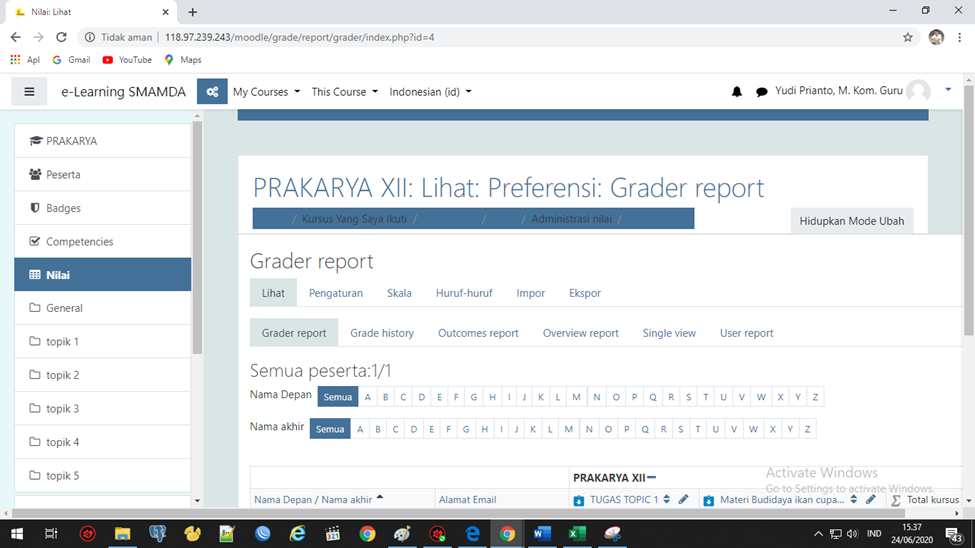 Nilai: Lihat
Tidak aman | 118.97.239.243/moodle/grade/report/grader/index.php?id=4
Apl Gmail YouTube Maps
e-Learning SMAMDA My Courses This Course Indonesian (id) Yudi Prianto, M. Kom. Guru
PRAKARYA
Peserta
Badges
Competencies
Nilai
General
topik 1
topik 2
topik 3
topik 4
topik 5
PRAKARYA XII: Lihat: Preferensi: Grader report
/ Kursus Yang Saya Ikuti / / / Administrasi nilai /
Hidupkan Mode Ubah
Grader report
Lihat Pengaturan Skala Huruf-huruf Impor Ekspor
Grader report Grade history Outcomes report Overview report Single view User report
Semua peserta:1/1
Nama Depan Semua A B C D E F G H I J K L M N O P Q R S T U V W X Y Z
Nama akhir Semua A B C D E F G H I J K L M N O P Q R S T U V W X Y Z
PRAKARYA XII
Nama Depan / Nama akhir Alamat Email TUGAS TOPIC 1 Materi Budidaya ikan cupa... Total kursus
Activate Windows
Go to Settings to activate Windows.
IND
15.37
24/06/2020
43